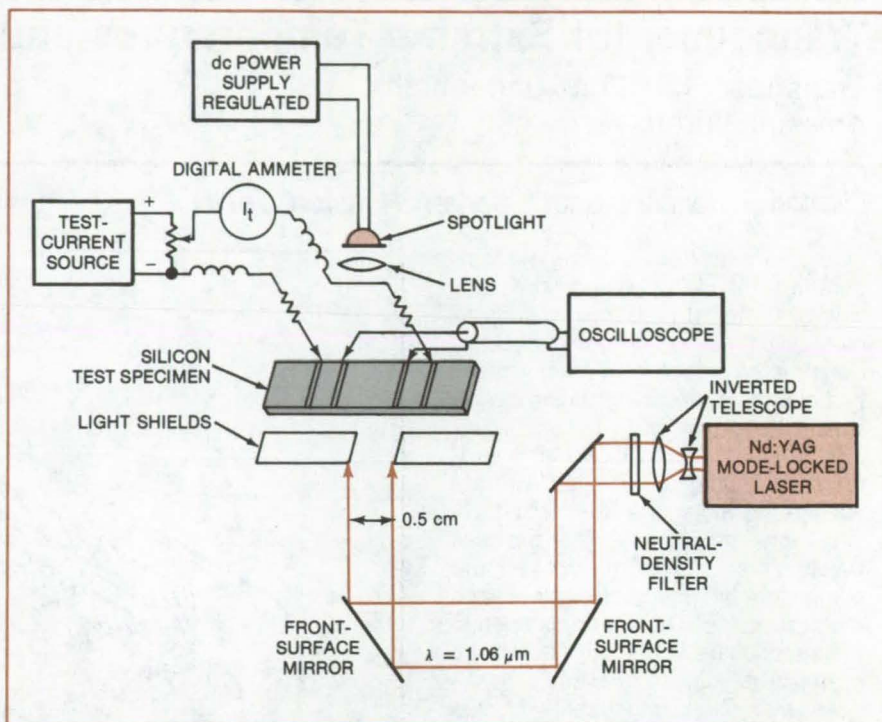 dc POWER
SUPPLY
REGULATED
DIGITAL AMMETER
It
TEST-
CURRENT
SOURCE
+
−
SPOTLIGHT
LENS
OSCILLOSCOPE
SILICON
TEST SPECIMEN
LIGHT SHIELDS
INVERTED
TELESCOPE
Nd:YAG
MODE-LOCKED
LASER
0.5 cm
NEUTRAL-
DENSITY
FILTER
FRONT-
SURFACE
MIRROR
λ = 1.06 μm
FRONT-
SURFACE
MIRROR